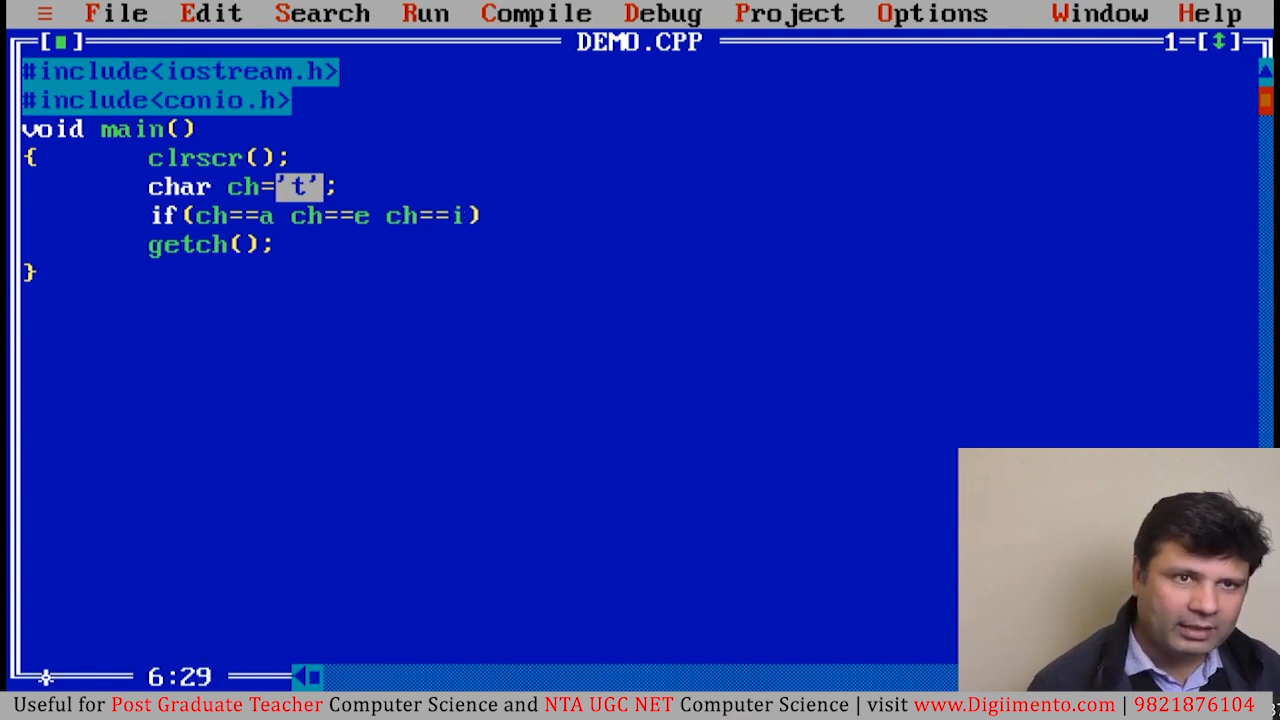 ≡ File Edit Search Run Compile Debug Project Options Window Help
[■] DEMO.CPP 1=[↕]
#include<iostream.h>
#include<conio.h>
void main()
{ clrscr();
char ch='t';
if(ch==a ch==e ch==i)
getch();
}
6:29
Useful for Post Graduate Teacher Computer Science and NTA UGC NET Computer Science | visit www.Digiimento.com | 9821876104